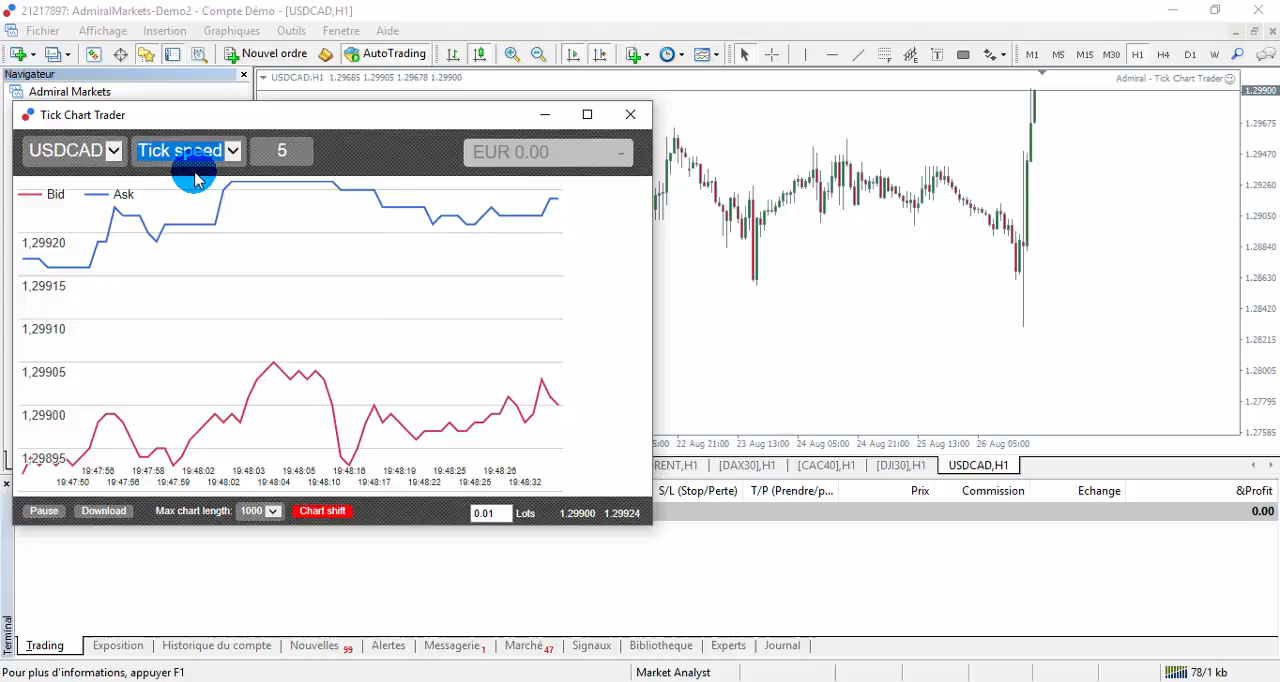 21217897: AdmiralMarkets-Demo2 - Compte Démo - [USDCAD,H1]
Fichier Affichage Insertion Graphiques Outils Fenetre Aide
Nouvel ordre AutoTrading M1 M5 M15 M30 H1 H4 D1 W
Navigateur
Admiral Markets
USDCAD,H1 1.29685 1.29905 1.29678 1.29900
Admiral - Tick Chart Trader
Tick Chart Trader
USDCAD Tick speed 5 EUR 0.00 -
Bid Ask
1,29920
1,29915
1,29910
1,29905
1,29900
1,29895
19:47:56 19:47:58 19:48:02 19:48:03 19:48:05 19:48:16 19:48:19 19:48:25 19:48:26
19:47:50 19:47:57 19:47:59 19:48:02 19:48:04 19:48:10 19:48:17 19:48:22 19:48:25 19:48:32
Pause Download Max chart length: 1000 Chart shift 0.01 Lots 1.29900 1.29924
1.29900
1.29675
1.29470
1.29260
1.29050
1.28840
1.28630
1.28420
1.28215
1.28005
1.27795
1.27585
5:00 22 Aug 21:00 23 Aug 13:00 24 Aug 05:00 24 Aug 21:00 25 Aug 13:00 26 Aug 05:00
RENT,H1 [DAX30],H1 [CAC40],H1 [DJI30],H1 USDCAD,H1
S/L (Stop/Perte) T/P (Prendre/p... Prix Commission Echange &Profit
0.00
Terminal
Trading Exposition Historique du compte Nouvelles 99 Alertes Messagerie 1 Marché 47 Signaux Bibliotheque Experts Journal
Pour plus d'informations, appuyer F1 Market Analyst 78/1 kb